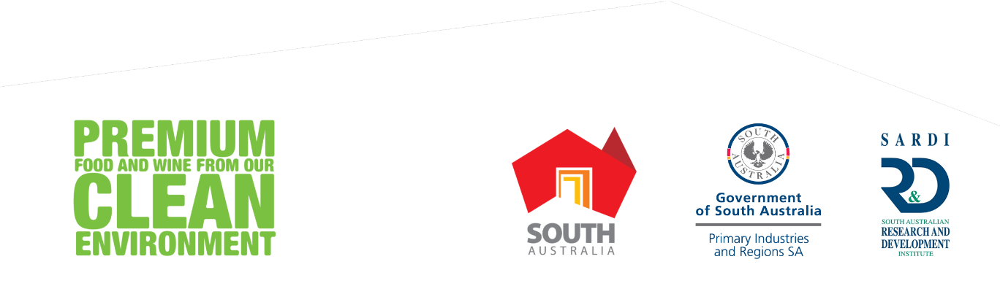 PREMIUM
FOOD AND WINE FROM OUR
CLEAN
ENVIRONMENT
SOUTH
AUSTRALIA
SOUTH
AUSTRALIA
Government
of South Australia
Primary Industries
and Regions SA
SARDI
R&D
SOUTH AUSTRALIAN
RESEARCH AND
DEVELOPMENT
INSTITUTE